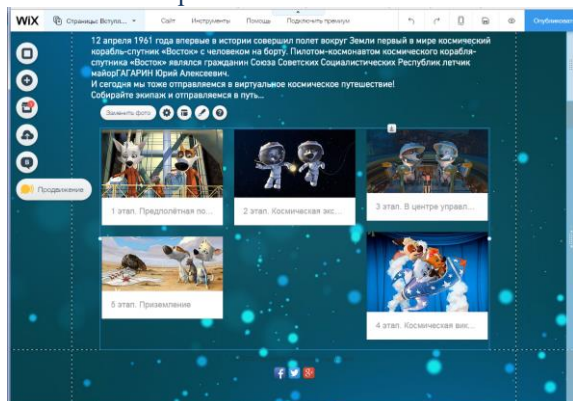 WIX Страницы: Вступл... Сайт Инструменты Помощь Подключить премиум Опубликоват
12 апреля 1961 года впервые в истории совершил полет вокруг Земли первый в мире космический
корабль-спутник «Восток» с человеком на борту. Пилотом-космонавтом космического корабля-
спутника «Восток» являлся гражданин Союза Советских Социалистических Республик летчик
майорГАГАРИН Юрий Алексеевич.
И сегодня мы тоже отправляемся в виртуальное космическое путешествие!
Собирайте экипаж и отправляемся в путь...
Заменить фото
Продвижение
1 этап. Предполётная по...
2 этап. Космическая экс...
3 этап. В центре управл...
5 этап. Приземление
4 этап. Космическая вик...